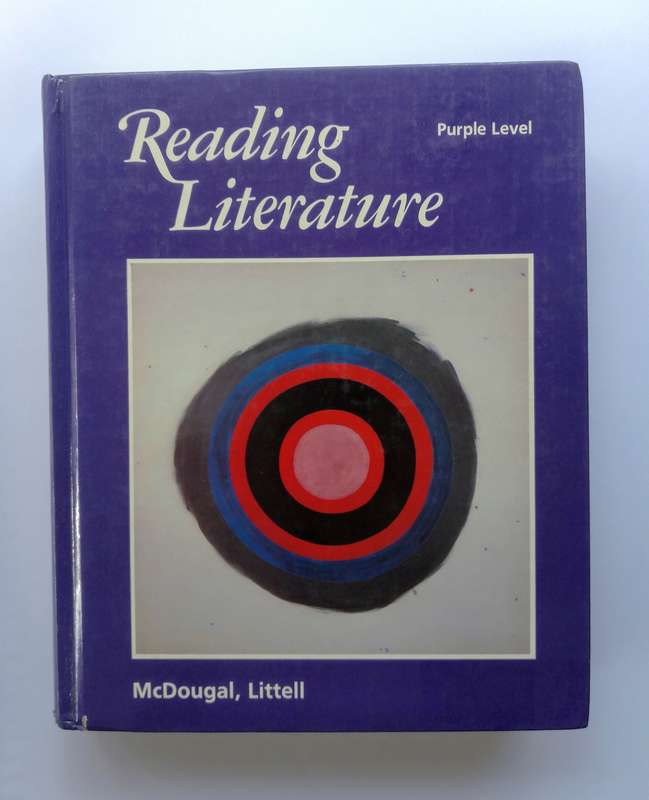 Reading
Literature
Purple Level
McDougal, Littell